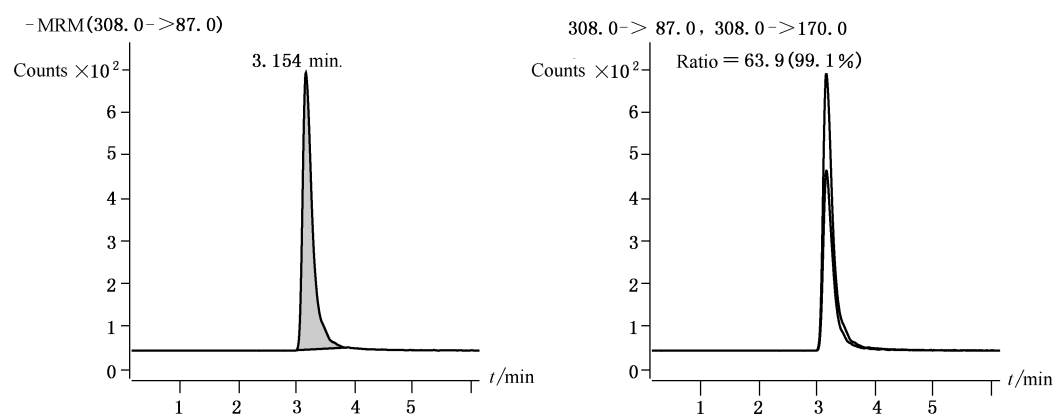 -MRM(308.0->87.0)
3.154 min.
Counts ×10²
6
5
4
3
2
1
0
1 2 3 4 5
t/min
308.0-> 87.0, 308.0->170.0
Ratio=63.9(99.1%)
Counts ×10²
6
5
4
3
2
1
0
1 2 3 4 5
t/min